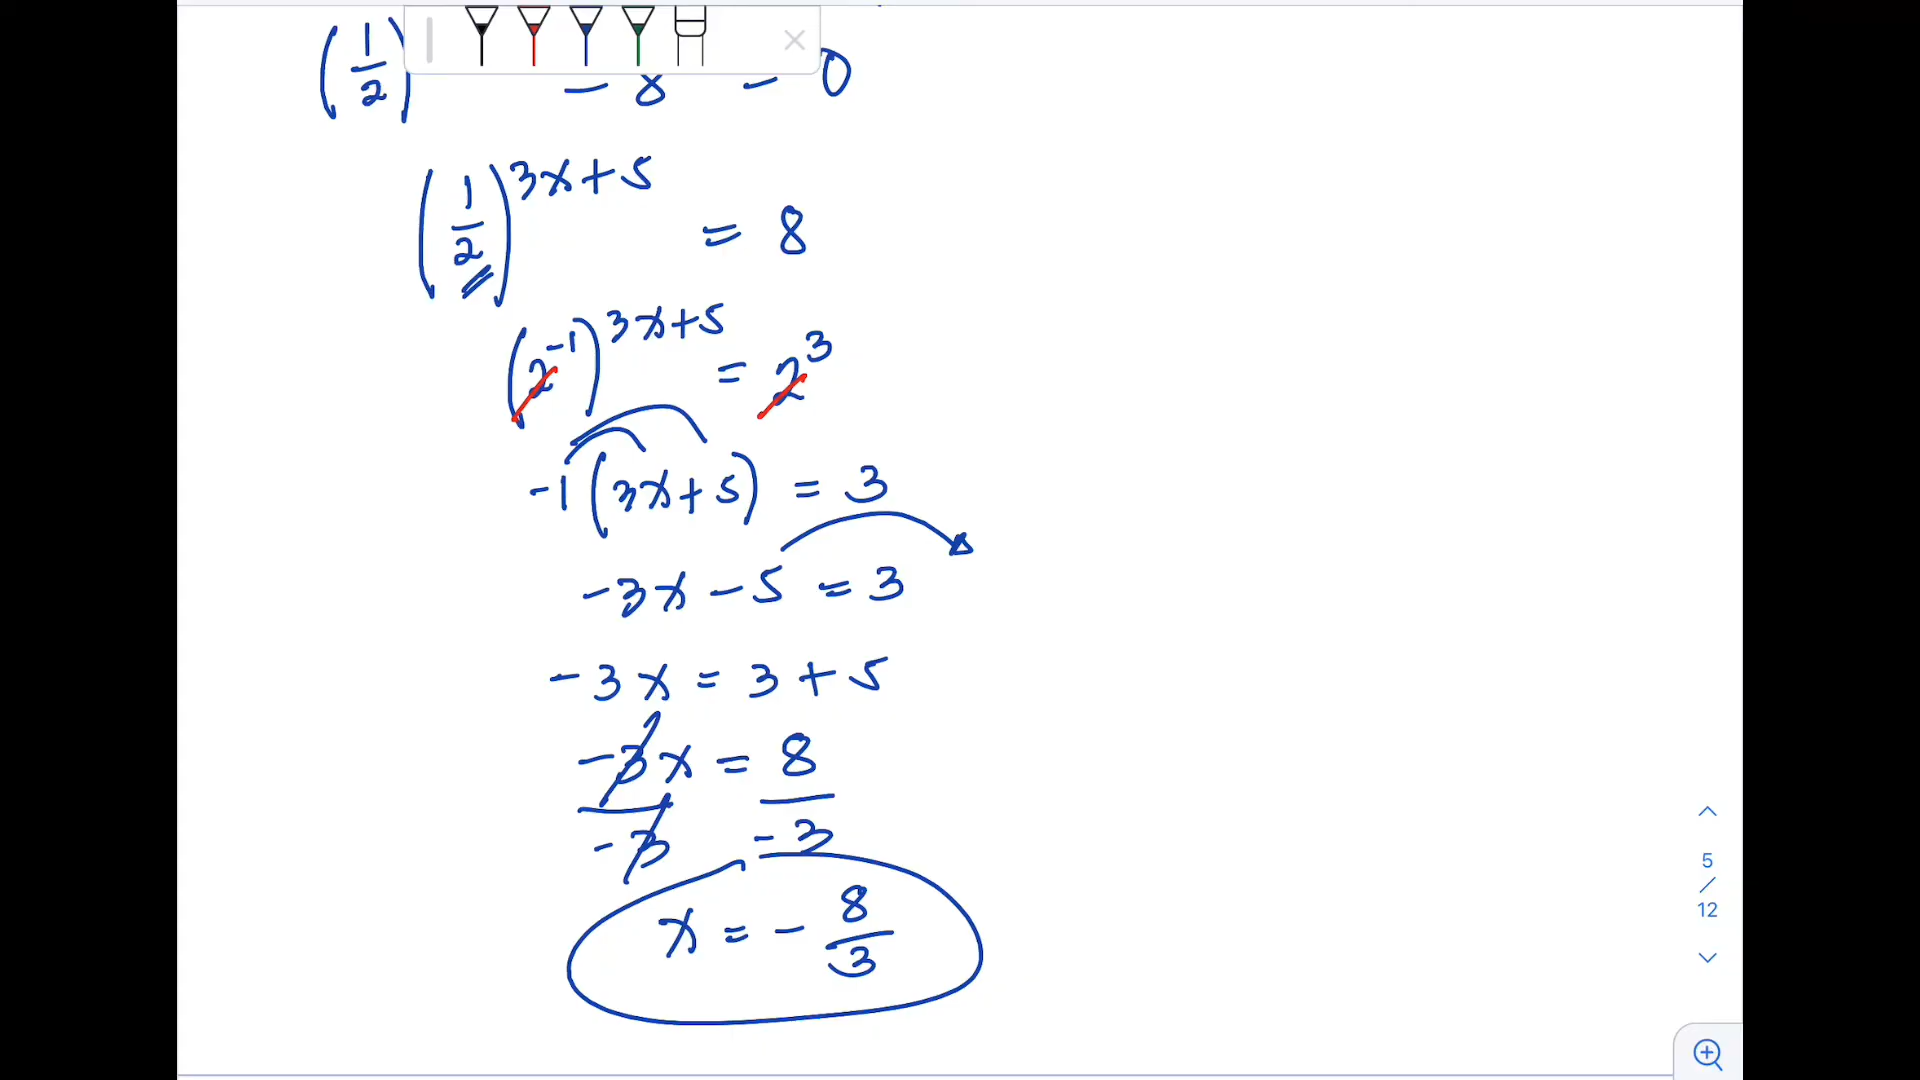 (1/2) - 8 - 0
(1/2)^3x+5 = 8
(2^-1)^3x+5 = 2^3
-1(3x+5) = 3
-3x - 5 = 3
-3x = 3 + 5
-3x/-3 = 8/-3
x = - 8/3
5
/
12